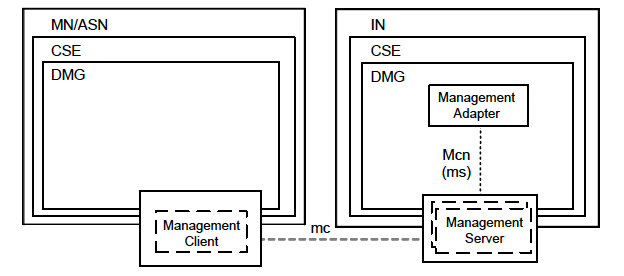 MN/ASN
CSE
DMG
Management
Client
mc
IN
CSE
DMG
Management
Adapter
Mcn
(ms)
Management
Server